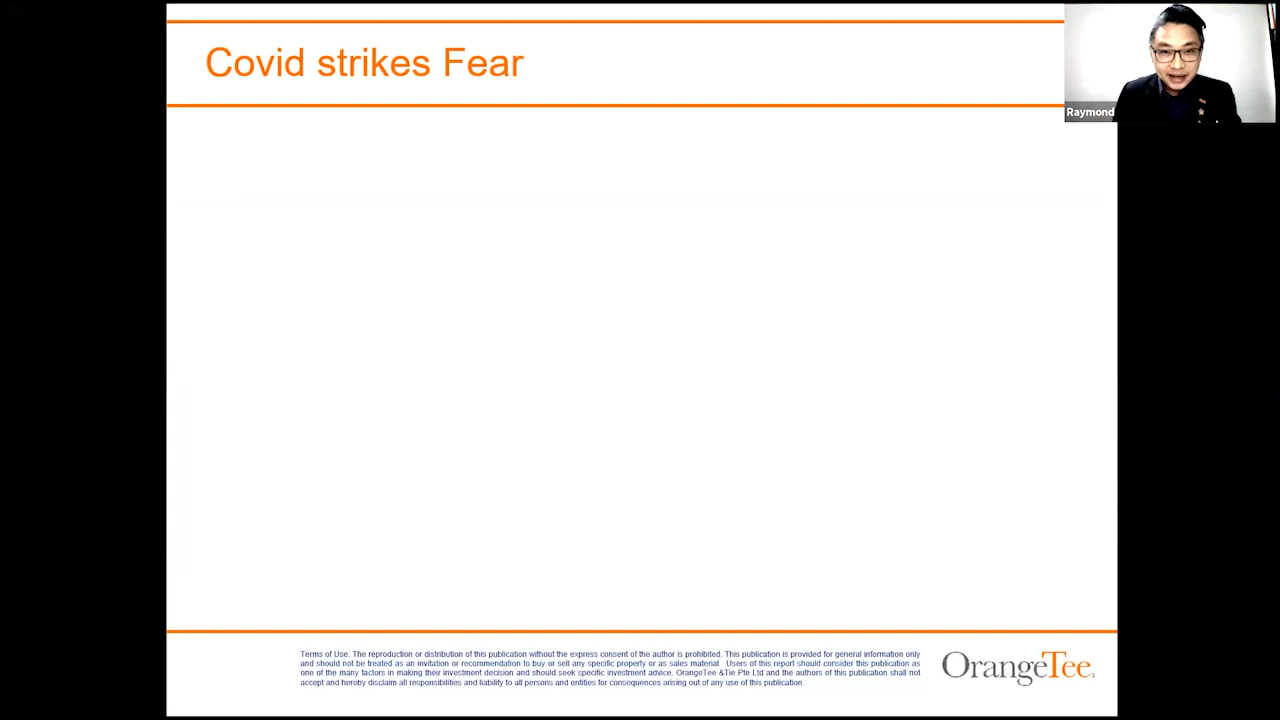 Covid strikes Fear
Raymond
Terms of Use: The reproduction or distribution of this publication without the express consent of the author is prohibited. This publication is provided for general information only
and should not be treated as an invitation or recommendation to buy or sell any specific property or as sales material. Users of this report should consider this publication as
one of the many factors in making their investment decision and should seek specific investment advice. OrangeTee &Tie Pte Ltd and the authors of this publication shall not
accept and hereby disclaim all responsibilities and liability to all persons and entities for consequences arising out of any use of this publication.
OrangeTee